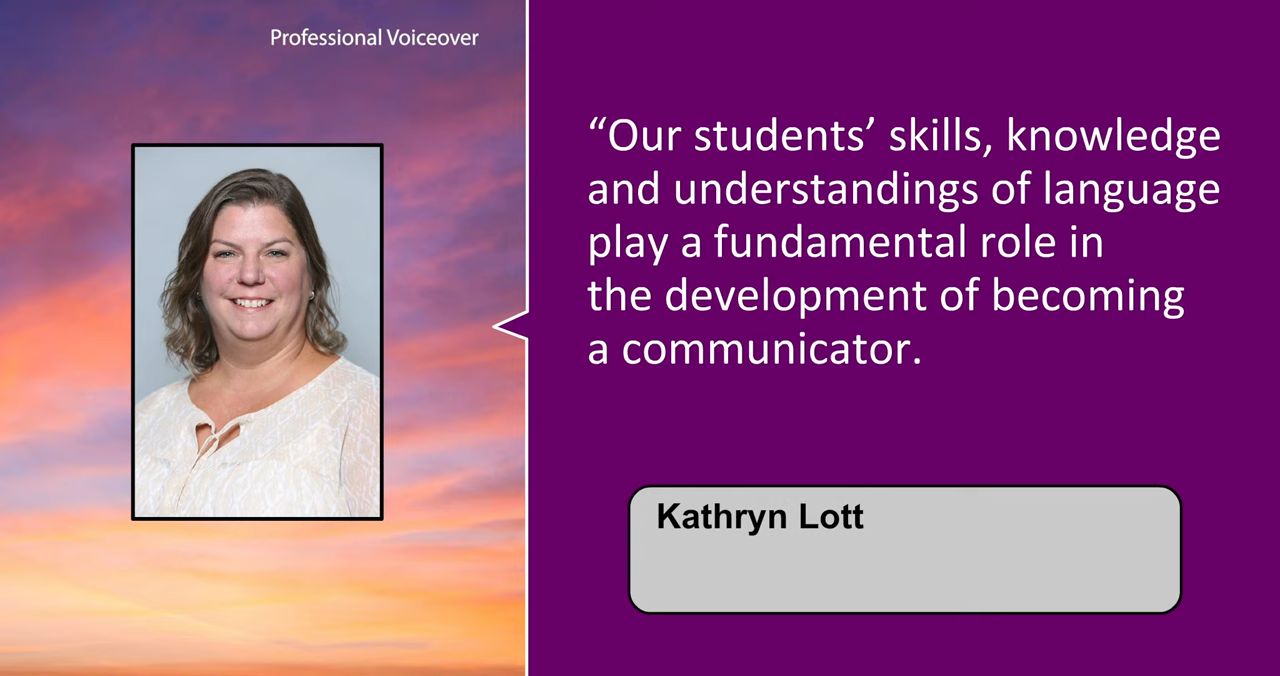 Professional Voiceover
“Our students’ skills, knowledge
and understandings of language
play a fundamental role in
the development of becoming
a communicator.
Kathryn Lott